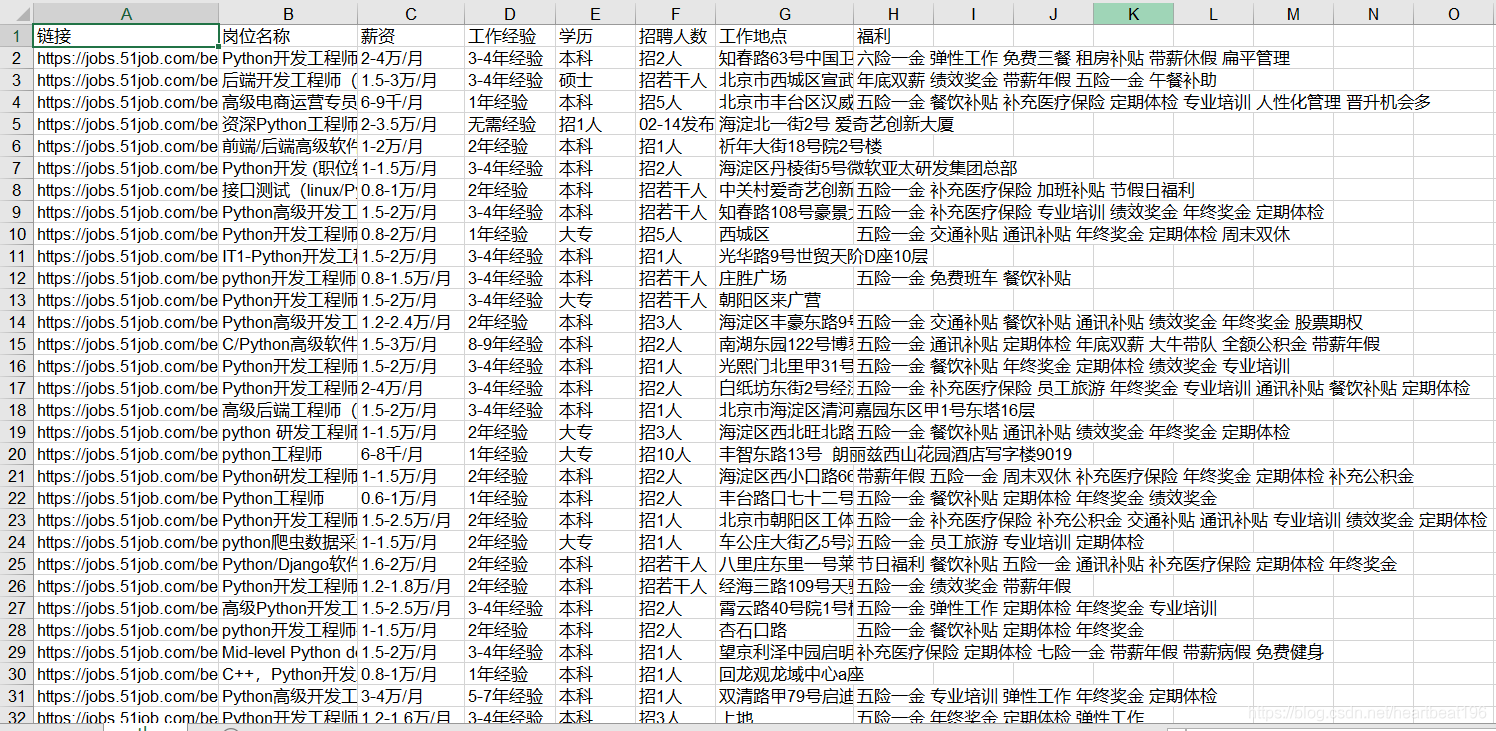 A B C D E F G H I J K L M N O
1 链接 岗位名称 薪资 工作经验 学历 招聘人数 工作地点 福利
2 https://jobs.51job.com/be Python开发工程师 2-4万/月 3-4年经验 本科 招2人 知春路63号中国卫 六险一金 弹性工作 免费三餐 租房补贴 带薪休假 扁平管理
3 https://jobs.51job.com/be 后端开发工程师（ 1.5-3万/月 3-4年经验 硕士 招若干人 北京市西城区宣武 年底双薪 绩效奖金 带薪年假 五险一金 午餐补助
4 https://jobs.51job.com/be 高级电商运营专员 6-9千/月 1年经验 本科 招5人 北京市丰台区汉威 五险一金 餐饮补贴 补充医疗保险 定期体检 专业培训 人性化管理 晋升机会多
5 https://jobs.51job.com/be 资深Python工程师 2-3.5万/月 无需经验 招1人 02-14发布 海淀北一街2号 爱奇艺创新大厦
6 https://jobs.51job.com/be 前端/后端高级软件 1-2万/月 2年经验 本科 招1人 祈年大街18号院2号楼
7 https://jobs.51job.com/be Python开发 (职位 1-1.5万/月 3-4年经验 本科 招2人 海淀区丹棱街5号微软亚太研发集团总部
8 https://jobs.51job.com/be 接口测试（linux/Py 0.8-1万/月 2年经验 本科 招若干人 中关村爱奇艺创新 五险一金 补充医疗保险 加班补贴 节假日福利
9 https://jobs.51job.com/be Python高级开发工 1.5-2万/月 3-4年经验 本科 招若干人 知春路108号豪景 五险一金 补充医疗保险 专业培训 绩效奖金 年终奖金 定期体检
10 https://jobs.51job.com/be Python开发工程师 0.8-2万/月 1年经验 大专 招5人 西城区 五险一金 交通补贴 通讯补贴 年终奖金 定期体检 周末双休
11 https://jobs.51job.com/be IT1-Python开发工 1.5-2万/月 3-4年经验 本科 招1人 光华路9号世贸天阶D座10层
12 https://jobs.51job.com/be python开发工程师 0.8-1.5万/月 3-4年经验 本科 招若干人 庄胜广场 五险一金 免费班车 餐饮补贴
13 https://jobs.51job.com/be Python开发工程师 1.5-2万/月 3-4年经验 大专 招若干人 朝阳区来广营
14 https://jobs.51job.com/be Python高级开发工 1.2-2.4万/月 2年经验 本科 招3人 海淀区丰豪东路9号 五险一金 交通补贴 餐饮补贴 通讯补贴 绩效奖金 年终奖金 股票期权
15 https://jobs.51job.com/be C/Python高级软件 1.5-3万/月 8-9年经验 本科 招2人 南湖东园122号博泰 五险一金 通讯补贴 定期体检 年底双薪 大牛带队 全额公积金 带薪年假
16 https://jobs.51job.com/be Python开发工程师 1.5-2万/月 3-4年经验 本科 招1人 光熙门北里甲31号 五险一金 餐饮补贴 年终奖金 定期体检 绩效奖金 专业培训
17 https://jobs.51job.com/be Python开发工程师 2-4万/月 3-4年经验 本科 招2人 白纸坊东街2号经 五险一金 补充医疗保险 员工旅游 年终奖金 专业培训 通讯补贴 餐饮补贴 定期体检
18 https://jobs.51job.com/be 高级后端工程师（ 1.5-2万/月 3-4年经验 本科 招1人 北京市海淀区清河嘉园东区甲1号东塔16层
19 https://jobs.51job.com/be python 研发工程师 1-1.5万/月 2年经验 大专 招3人 海淀区西北旺北路 五险一金 餐饮补贴 通讯补贴 绩效奖金 年终奖金 定期体检
20 https://jobs.51job.com/be python工程师 6-8千/月 1年经验 大专 招10人 丰智东路13号 朗丽兹西山花园酒店写字楼9019
21 https://jobs.51job.com/be Python研发工程师 1-1.5万/月 2年经验 本科 招2人 海淀区西小口路66 带薪年假 五险一金 周末双休 补充医疗保险 年终奖金 定期体检 补充公积金
22 https://jobs.51job.com/be Python工程师 0.6-1万/月 1年经验 本科 招2人 丰台路口七十二号 五险一金 餐饮补贴 定期体检 年终奖金 绩效奖金
23 https://jobs.51job.com/be Python开发工程师 1.5-2.5万/月 2年经验 本科 招1人 北京市朝阳区工体 五险一金 补充医疗保险 补充公积金 交通补贴 通讯补贴 专业培训 绩效奖金 定期体检
24 https://jobs.51job.com/be python爬虫数据采 1-1.5万/月 2年经验 大专 招1人 车公庄大街乙5号 五险一金 员工旅游 专业培训 定期体检
25 https://jobs.51job.com/be Python/Django软件 1.6-2万/月 2年经验 本科 招若干人 八里庄东里一号莱 节日福利 餐饮补贴 五险一金 通讯补贴 补充医疗保险 定期体检 年终奖金
26 https://jobs.51job.com/be Python开发工程师 1.2-1.8万/月 2年经验 本科 招若干人 经海三路109号天 五险一金 绩效奖金 带薪年假
27 https://jobs.51job.com/be 高级Python开发工 1.5-2.5万/月 3-4年经验 本科 招2人 霄云路40号院1号 五险一金 弹性工作 定期体检 年终奖金 专业培训
28 https://jobs.51job.com/be python开发工程师 1-1.5万/月 2年经验 本科 招2人 杏石口路 五险一金 餐饮补贴 定期体检 年终奖金
29 https://jobs.51job.com/be Mid-level Python de 1.5-2万/月 3-4年经验 本科 招1人 望京利泽中园启明 补充医疗保险 定期体检 七险一金 带薪年假 带薪病假 免费健身
30 https://jobs.51job.com/be C++，Python开发 0.8-1万/月 1年经验 本科 招1人 回龙观龙域中心a座
31 https://jobs.51job.com/be Python高级开发工 3-4万/月 5-7年经验 本科 招1人 双清路甲79号启迪 五险一金 专业培训 弹性工作 年终奖金 定期体检
32 https://jobs.51job.com/be Python开发工程师 1.2-1.6万/月 3-4年经验 本科 招3人 上地 五险一金 年终奖金 定期体检 弹性工作
https://blog.csdn.net/heartbeat196